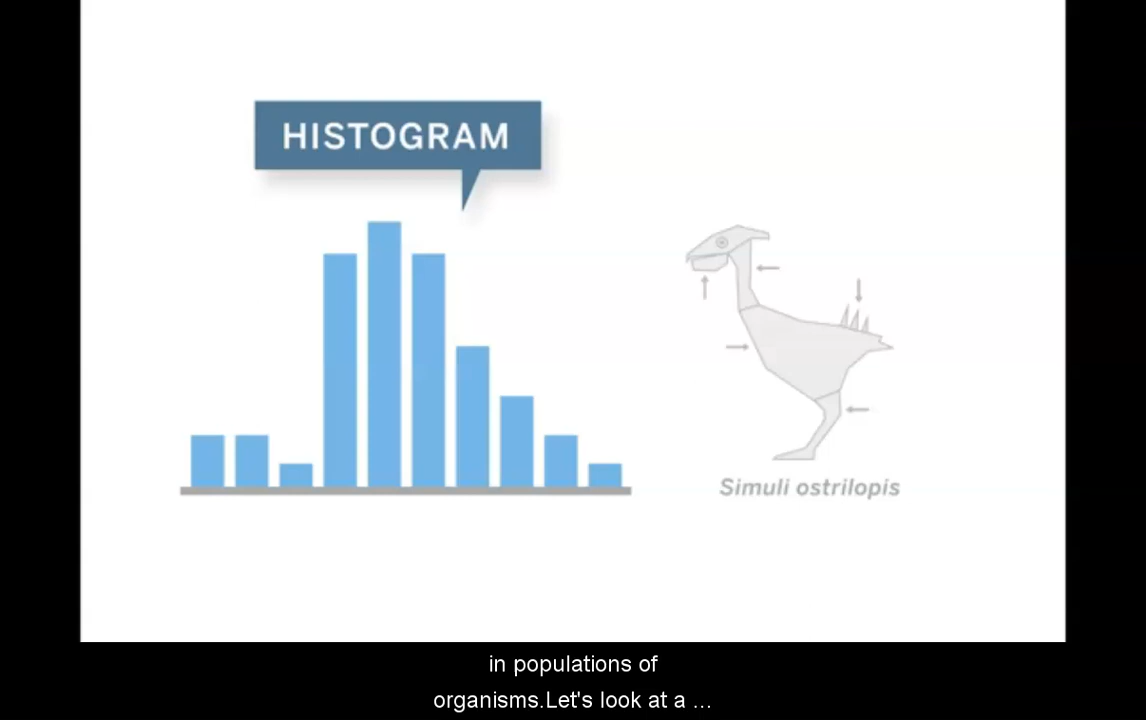 HISTOGRAM
Simuli ostrilopis
in populations of
organisms.Let's look at a ...